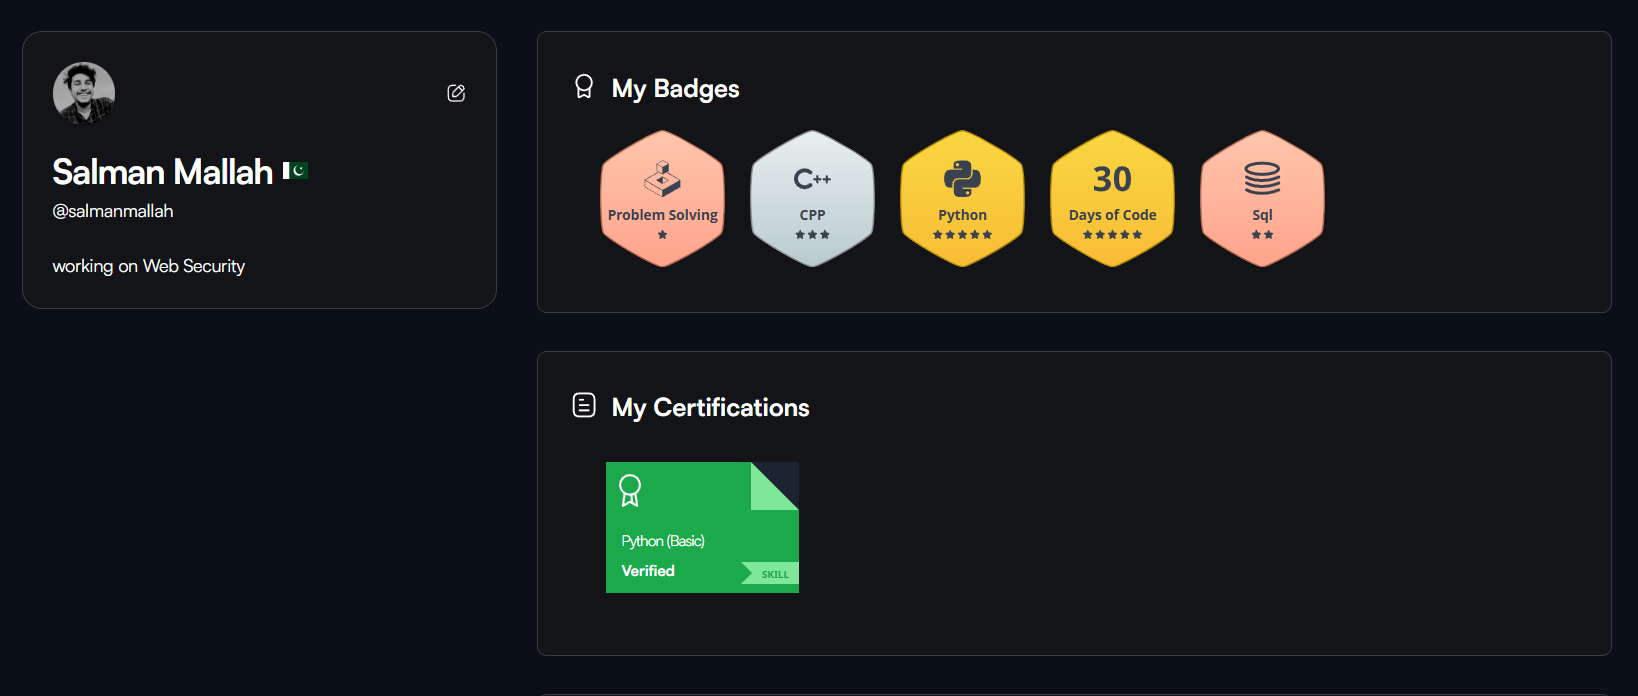 Salman Mallah
@salmanmallah
working on Web Security
My Badges
Problem Solving
C++
CPP
Python
30
Days of Code
Sql
My Certifications
Python (Basic)
Verified
SKILL